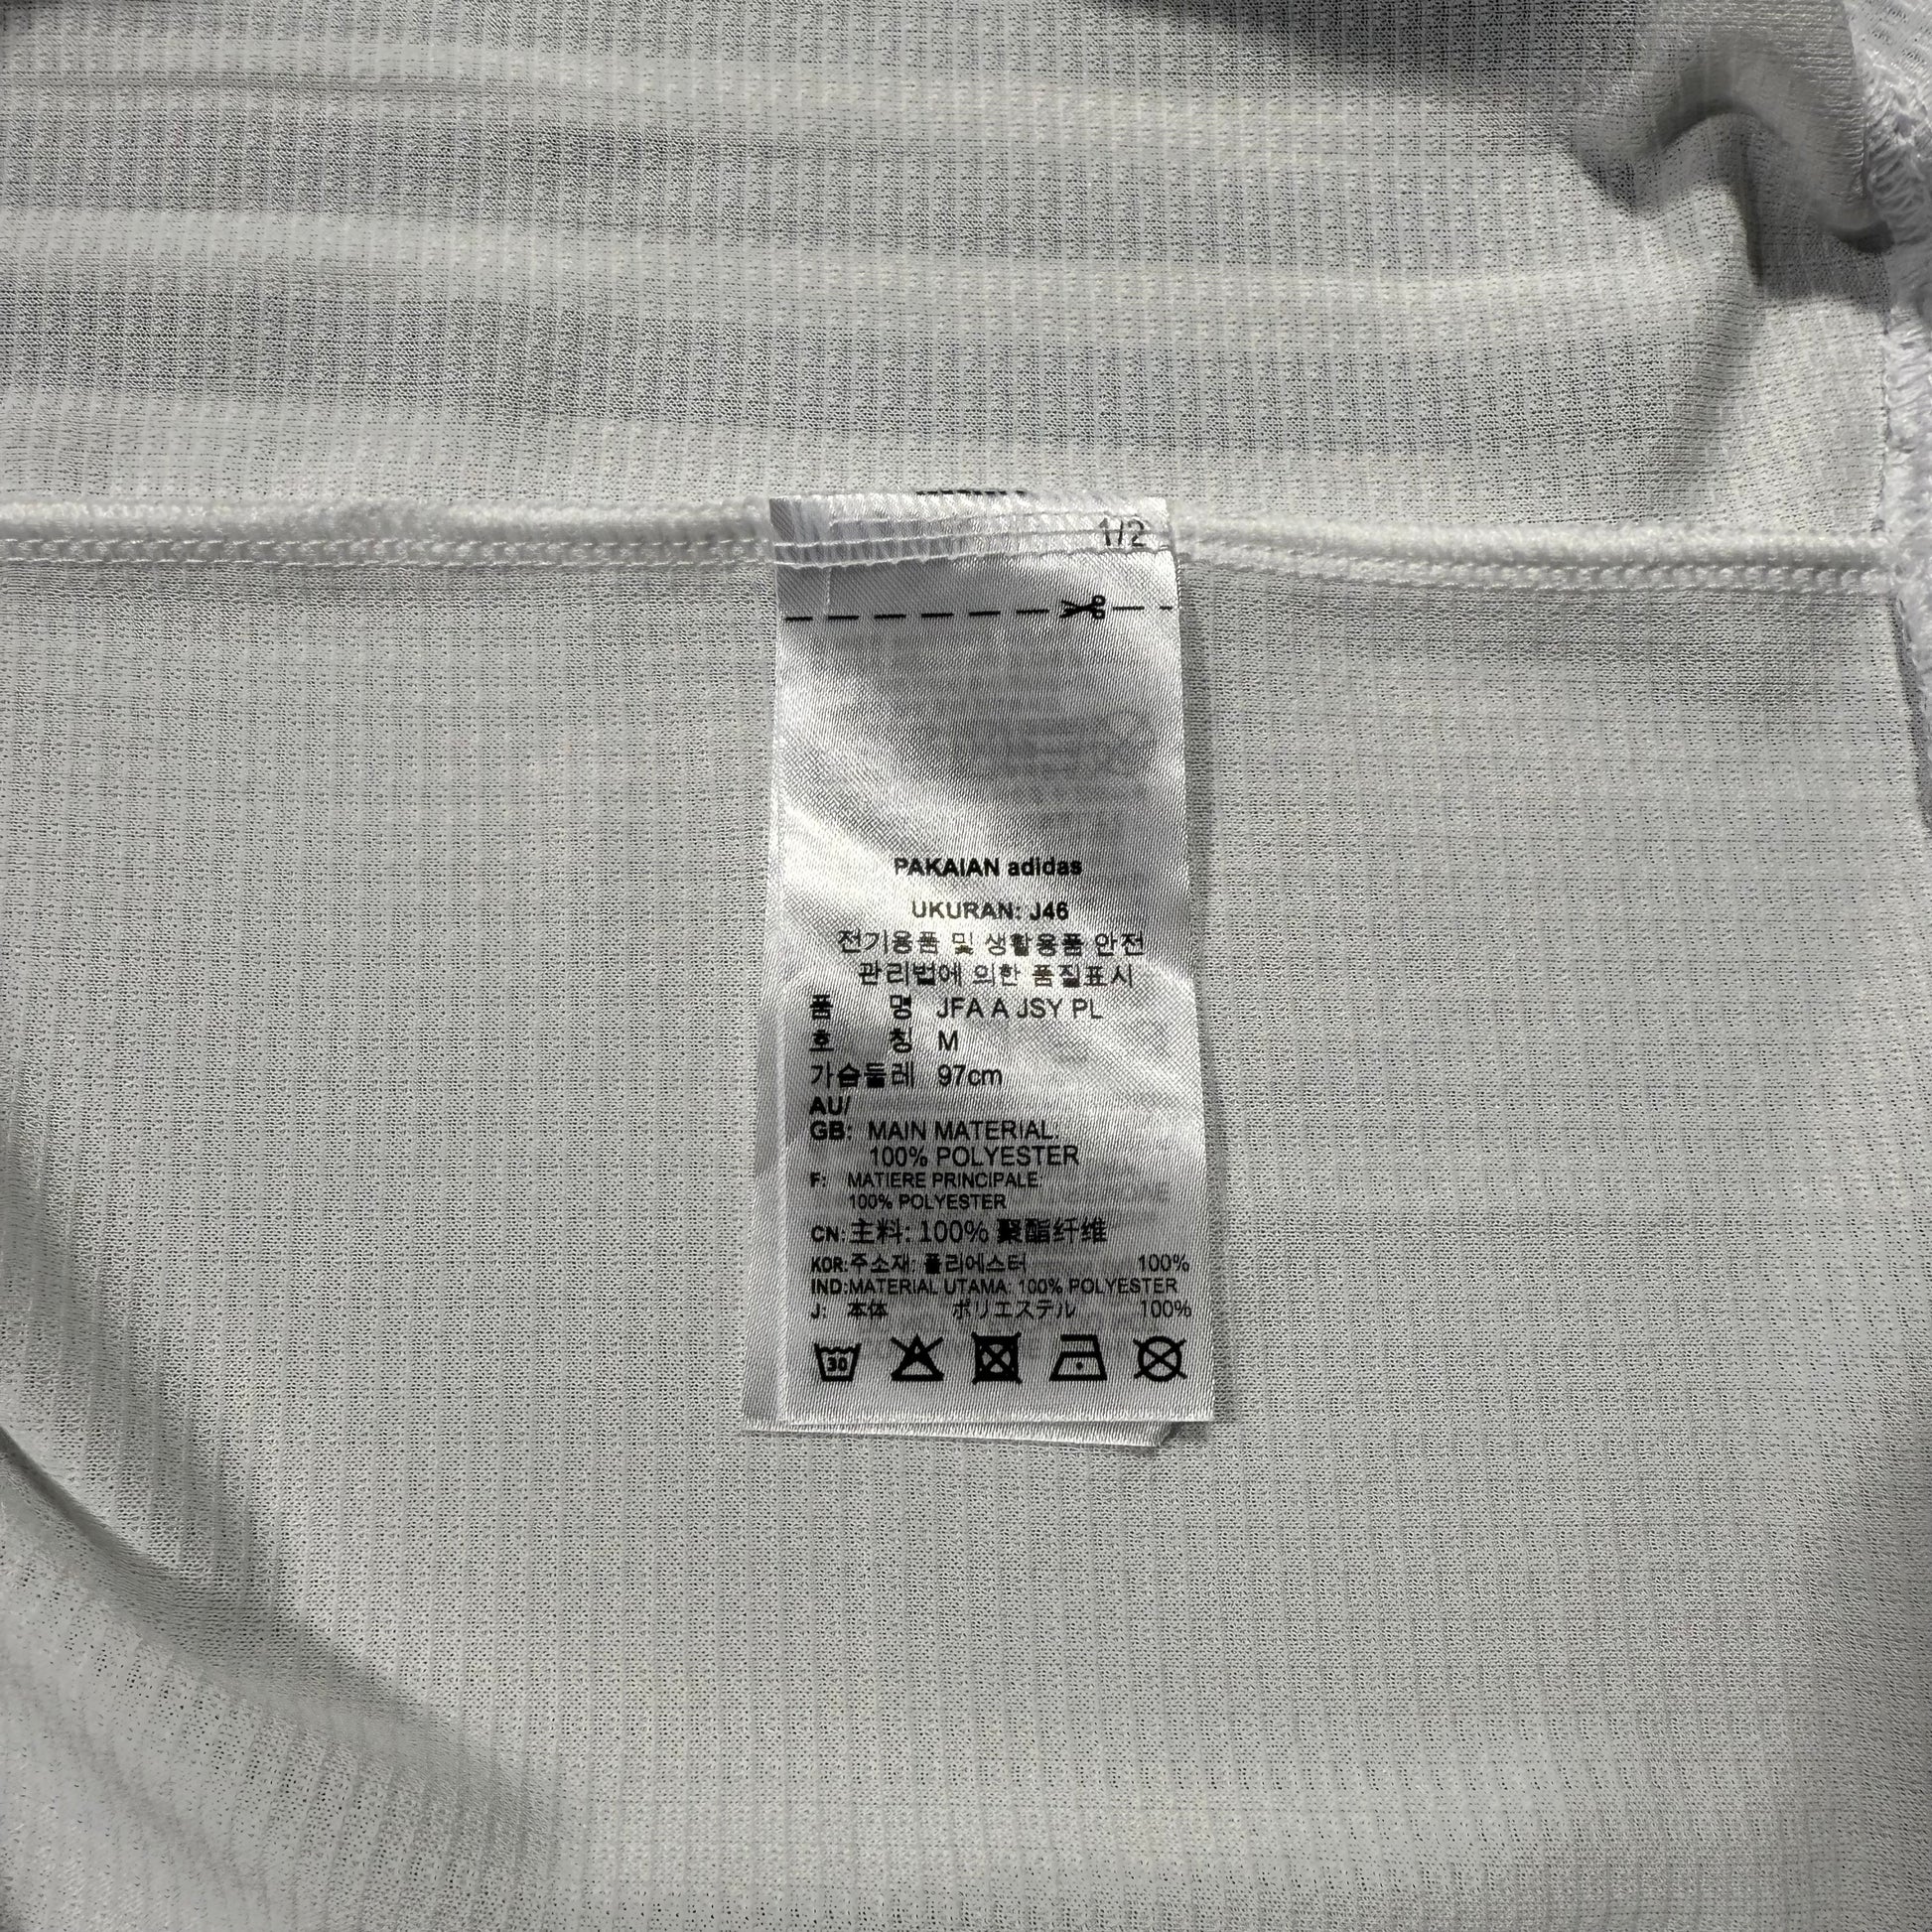 1/2
PAKAIAN adidas
UKURAN: J46
전기용품 및 생활용품 안전
관리법에 의한 품질표시
품 명 JFA A JSY PL
호 칭 M
가슴둘레 97cm
AU/
GB: MAIN MATERIAL:
100% POLYESTER
F: MATIERE PRINCIPALE:
100% POLYESTER
CN: 主料: 100% 聚酯纤维
KOR: 주소재: 폴리에스터 100%
IND: MATERIAL UTAMA: 100% POLYESTER
J: 本体 ポリエステル 100%
30